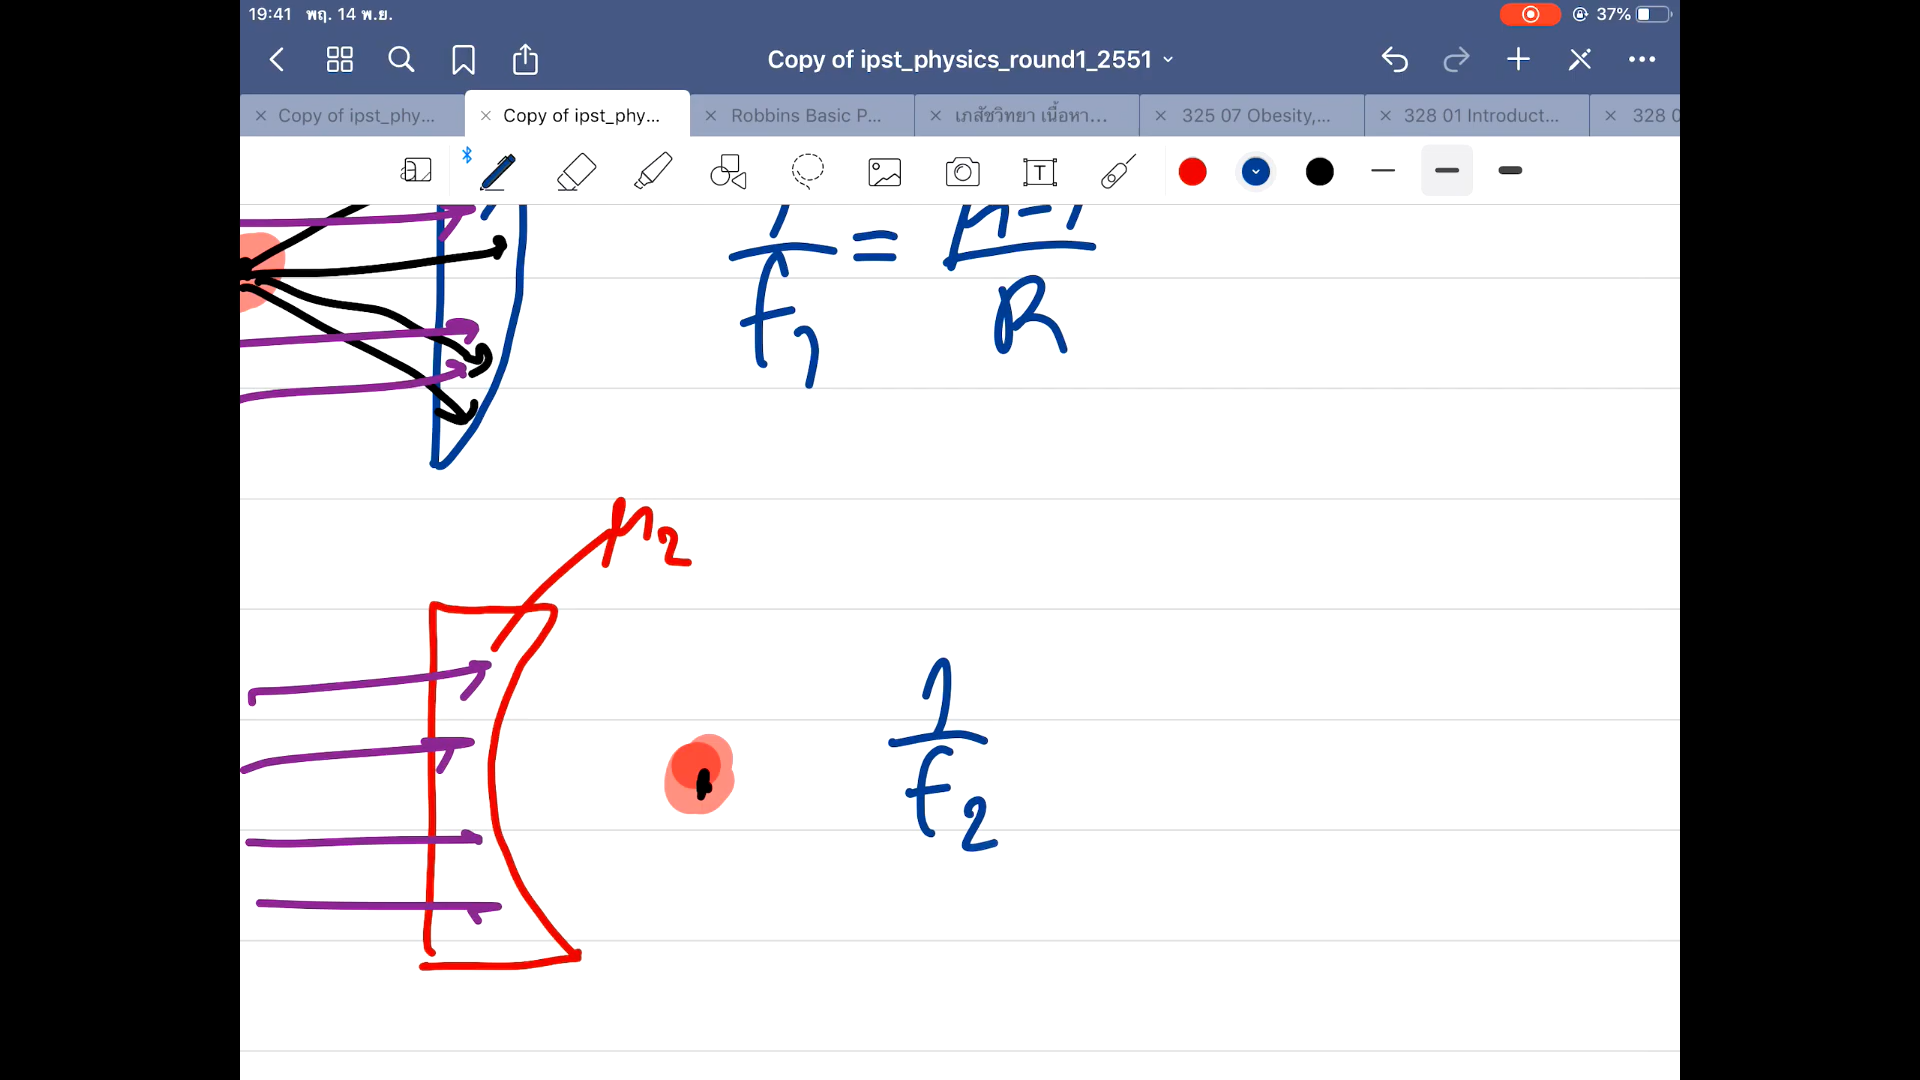 19:41 พฤ. 14 พ.ย. 37%
Copy of ipst_physics_round1_2551
Copy of ipst_phy... Copy of ipst_phy... Robbins Basic P... เภสัชวิทยา เนื้อหา... 325 07 Obesity,... 328 01 Introduct... 328 0
1/f₁ = μ-1/R
μ₂
1/f₂